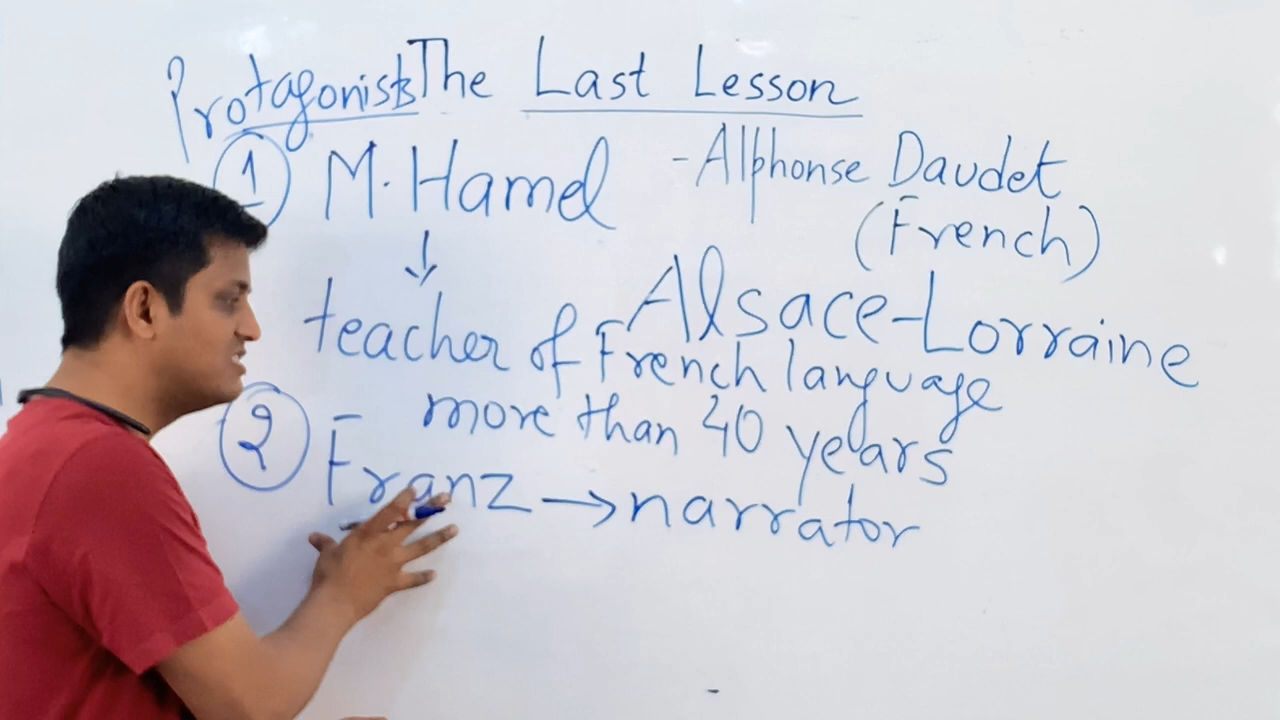 Protagonists The Last Lesson
1 M. Hamel - Alphonse Daudet
(French)
Alsace-Lorraine
teacher of French language
more than 40 years
2 Franz → narrator